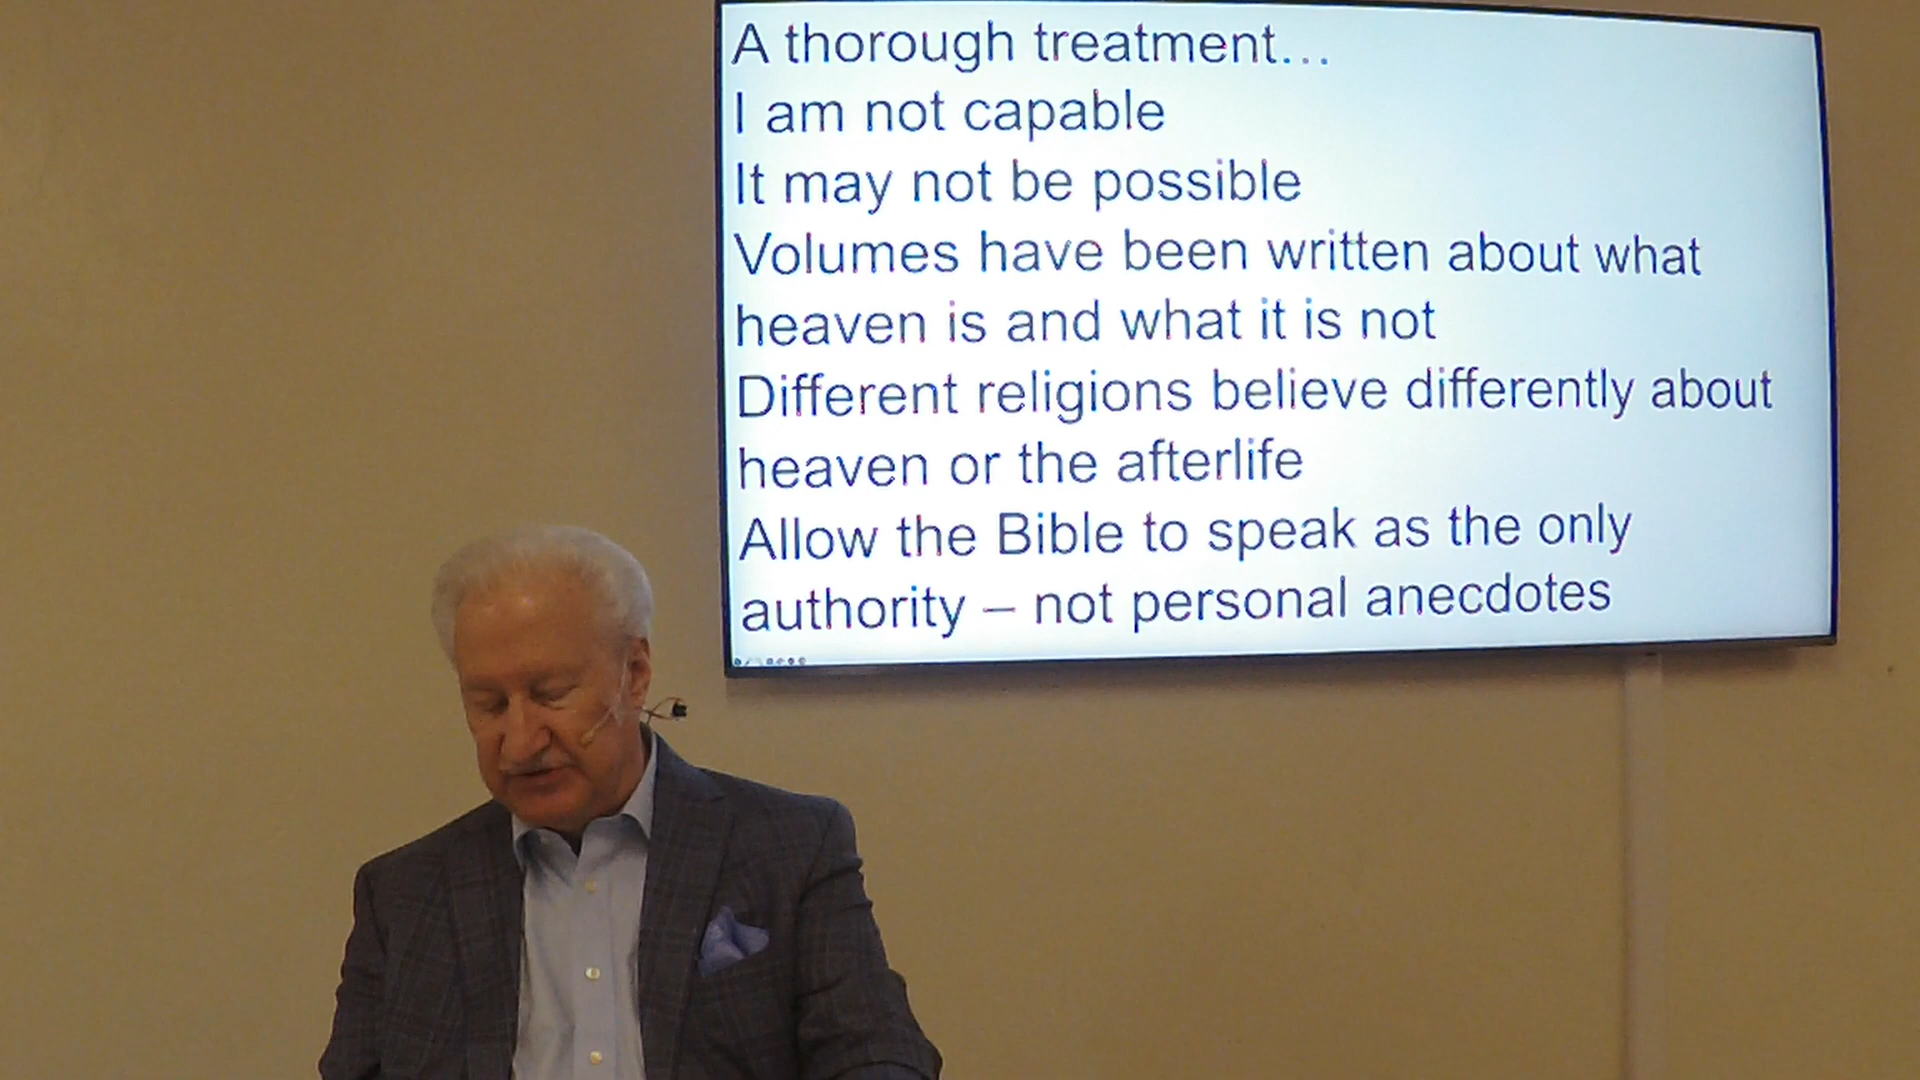 A thorough treatment…
I am not capable
It may not be possible
Volumes have been written about what
heaven is and what it is not
Different religions believe differently about
heaven or the afterlife
Allow the Bible to speak as the only
authority – not personal anecdotes